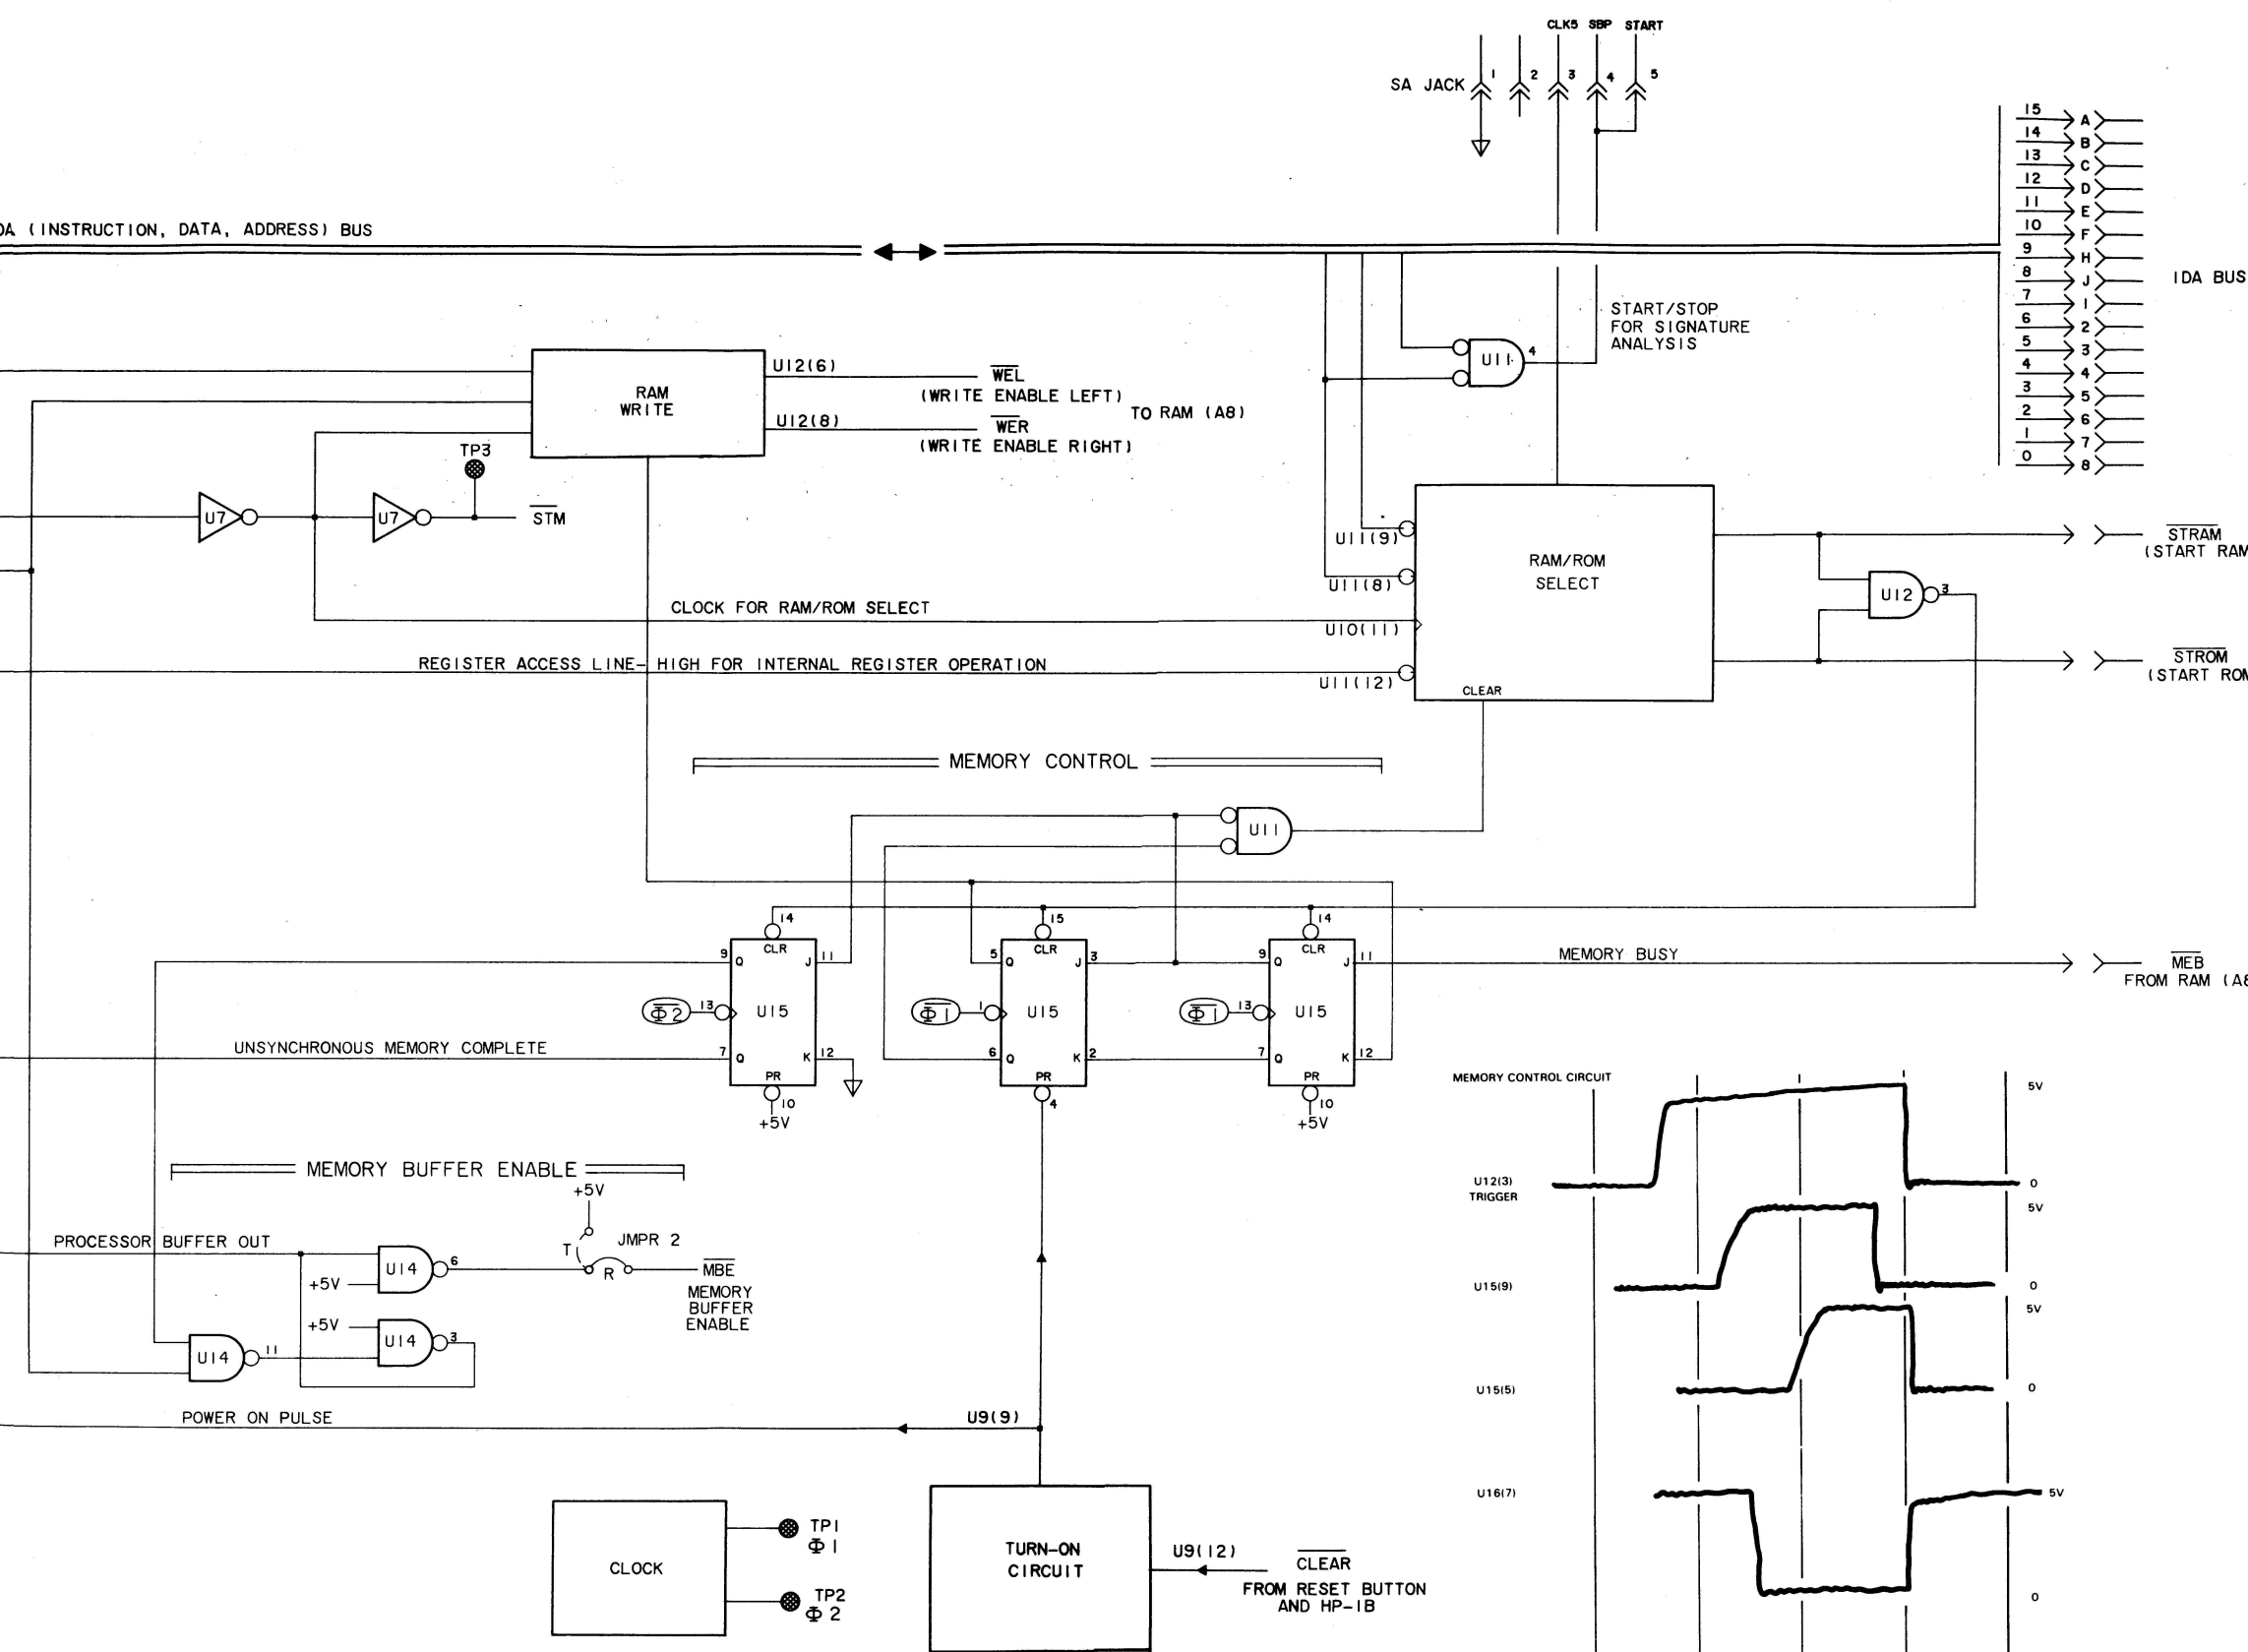 CLK5 SBP START
SA JACK 1 2 3 4 5
DA (INSTRUCTION, DATA, ADDRESS) BUS
15 A
14 B
13 C
12 D
11 E
10 F
9 H
8 J
7 1
6 2
5 3
4 4
3 5
2 6
1 7
0 8
IDA BUS
START/STOP
FOR SIGNATURE
ANALYSIS
U11 4
RAM
WRITE
U12(6)
WEL
(WRITE ENABLE LEFT)
TO RAM (A8)
U12(8)
WER
(WRITE ENABLE RIGHT)
TP3
U7
U7
STM
U11(9)
U11(8)
RAM/ROM
SELECT
CLOCK FOR RAM/ROM SELECT
U10(11)
REGISTER ACCESS LINE- HIGH FOR INTERNAL REGISTER OPERATION
U11(12)
CLEAR
STRAM
(START RAM
U12 3
STROM
(START ROM
MEMORY CONTROL
U11
14
CLR
9 Q J 11
Φ2 13 U15
7 Q K 12
PR
10
+5V
15
CLR
5 Q J 3
Φ1 1 U15
6 Q K 2
PR
4
14
CLR
9 Q J 11
Φ1 13 U15
7 Q K 12
PR
10
+5V
MEMORY BUSY
MEB
FROM RAM (A8
UNSYNCHRONOUS MEMORY COMPLETE
MEMORY BUFFER ENABLE
+5V
T
JMPR 2
R
PROCESSOR BUFFER OUT
U14 6
+5V
MBE
MEMORY
BUFFER
ENABLE
+5V
U14 3
U14 11
POWER ON PULSE
U9(9)
CLOCK
TP1
Φ1
TP2
Φ2
TURN-ON
CIRCUIT
U9(12)
CLEAR
FROM RESET BUTTON
AND HP-IB
MEMORY CONTROL CIRCUIT
5V
U12(3)
TRIGGER
0
5V
U15(9)
0
5V
U15(5)
0
U16(7)
5V
0